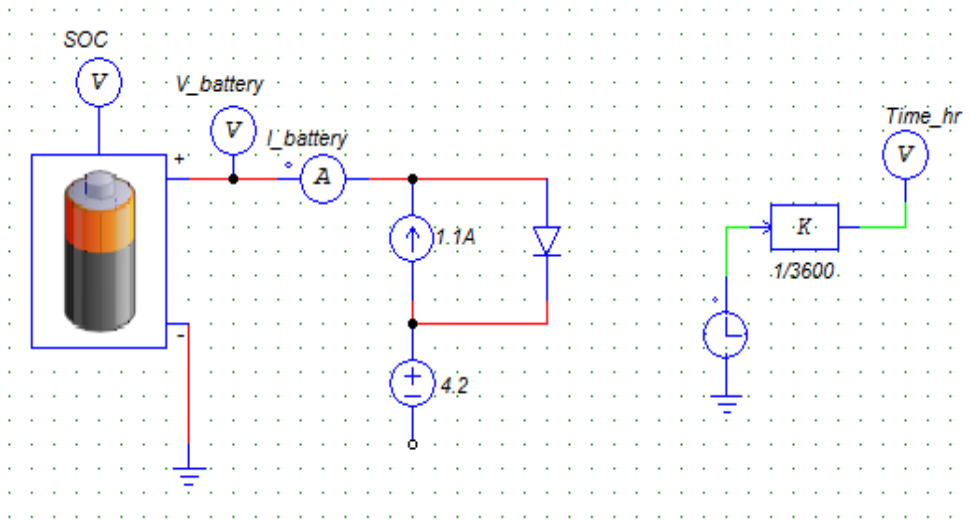 SOC
V
V_battery
V
I_battery
A
+
1.1A
-
4.2
Time_hr
V
K
1/3600